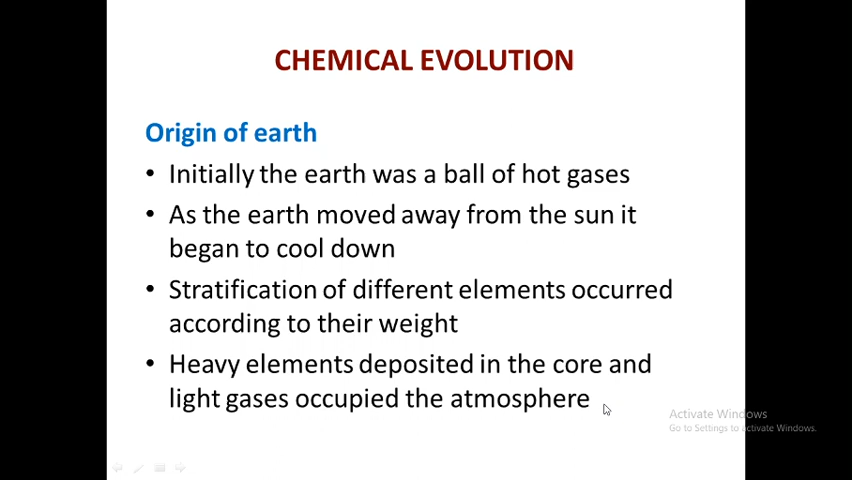 CHEMICAL EVOLUTION
Origin of earth
• Initially the earth was a ball of hot gases
• As the earth moved away from the sun it
began to cool down
• Stratification of different elements occurred
according to their weight
• Heavy elements deposited in the core and
light gases occupied the atmosphere
Activate Windows
Go to Settings to activate Windows.